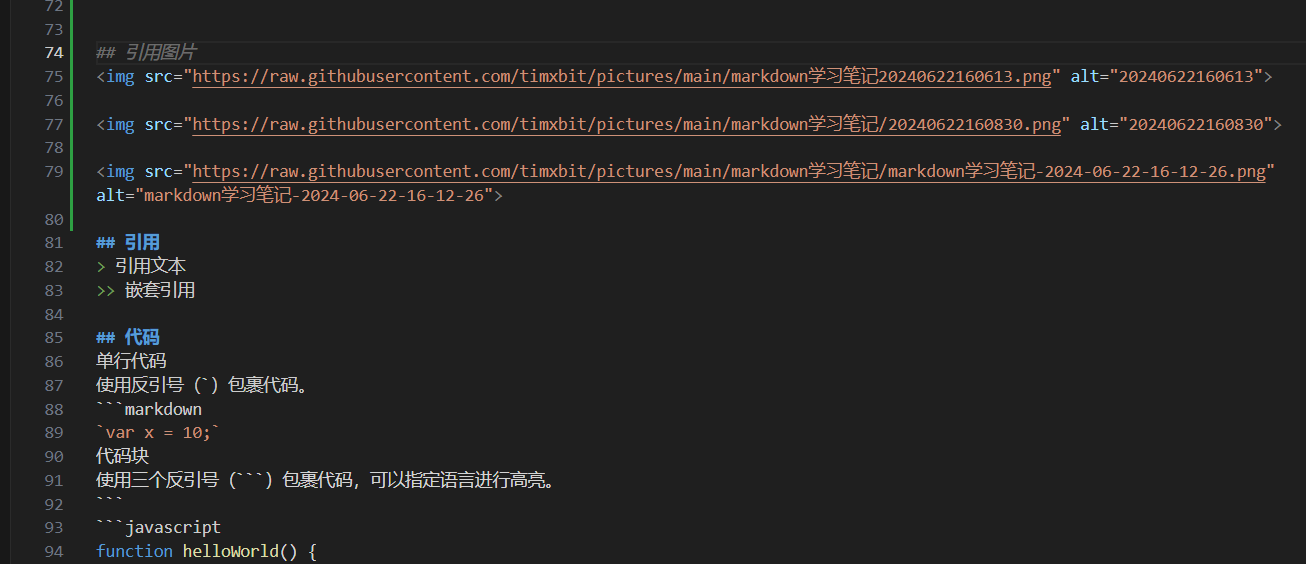 72
73
74 ## 引用图片
75 <img src="https://raw.githubusercontent.com/timxbit/pictures/main/markdown学习笔记20240622160613.png" alt="20240622160613">
76
77 <img src="https://raw.githubusercontent.com/timxbit/pictures/main/markdown学习笔记/20240622160830.png" alt="20240622160830">
78
79 <img src="https://raw.githubusercontent.com/timxbit/pictures/main/markdown学习笔记/markdown学习笔记-2024-06-22-16-12-26.png"
alt="markdown学习笔记-2024-06-22-16-12-26">
80
81 ## 引用
82 > 引用文本
83 >> 嵌套引用
84
85 ## 代码
86 单行代码
87 使用反引号（`）包裹代码。
88 ```markdown
89 `var x = 10;`
90 代码块
91 使用三个反引号（```）包裹代码，可以指定语言进行高亮。
92 ```
93 ```javascript
94 function helloWorld() {